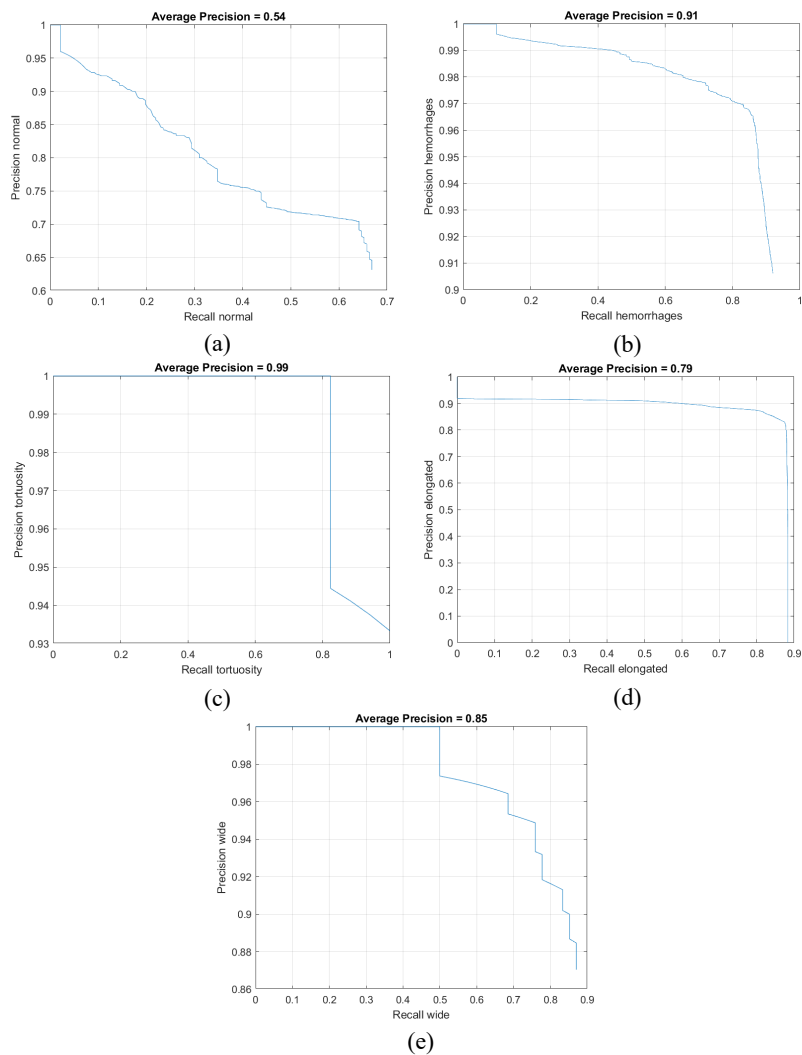 Average Precision = 0.54
Precision normal
1
0.95
0.9
0.85
0.8
0.75
0.7
0.65
0.6
0 0.1 0.2 0.3 0.4 0.5 0.6 0.7
Recall normal
(a)
Average Precision = 0.91
Precision hemorrhages
1
0.99
0.98
0.97
0.96
0.95
0.94
0.93
0.92
0.91
0.9
0 0.2 0.4 0.6 0.8 1
Recall hemorrhages
(b)
Average Precision = 0.99
Precision tortuosity
1
0.99
0.98
0.97
0.96
0.95
0.94
0.93
0 0.2 0.4 0.6 0.8 1
Recall tortuosity
(c)
Average Precision = 0.79
Precision elongated
1
0.9
0.8
0.7
0.6
0.5
0.4
0.3
0.2
0.1
0
0 0.1 0.2 0.3 0.4 0.5 0.6 0.7 0.8 0.9
Recall elongated
(d)
Average Precision = 0.85
Precision wide
1
0.98
0.96
0.94
0.92
0.9
0.88
0.86
0 0.1 0.2 0.3 0.4 0.5 0.6 0.7 0.8 0.9
Recall wide
(e)